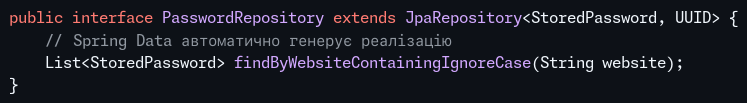 public interface PasswordRepository extends JpaRepository<StoredPassword, UUID> {
    // Spring Data автоматично генерує реалізацію
    List<StoredPassword> findByWebsiteContainingIgnoreCase(String website);
}